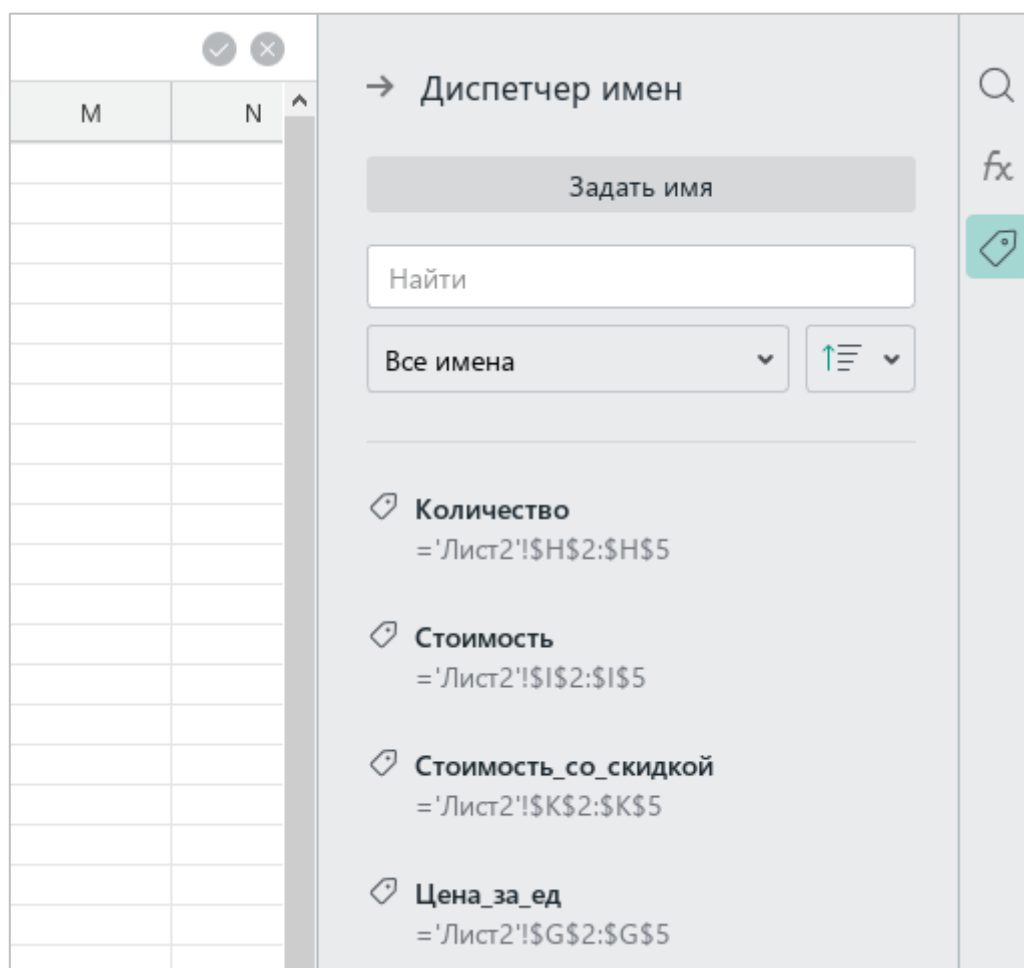 Диспетчер имен
M N
Задать имя
fx
Найти
Все имена
Количество
='Лист2'!$H$2:$H$5
Стоимость
='Лист2'!$I$2:$I$5
Стоимость_со_скидкой
='Лист2'!$K$2:$K$5
Цена_за_ед
='Лист2'!$G$2:$G$5